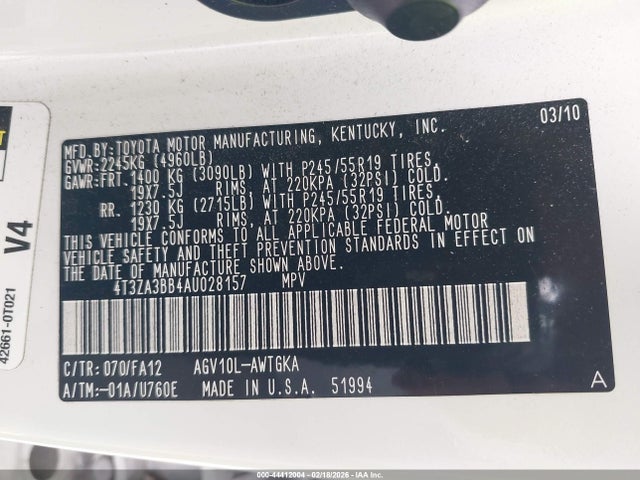 03/10
MFD.BY:TOYOTA MOTOR MANUFACTURING, KENTUCKY, INC.
GVWR:2245KG (4960LB)
GAWR:FRT. 1400 KG (3090LB) WITH P245/55R19 TIRES,
19X7.5J RIMS, AT 220KPA (32PSI) COLD.
RR. 1230 KG (2715LB) WITH P245/55R19 TIRES,
19X7.5J RIMS, AT 220KPA (32PSI) COLD.
THIS VEHICLE CONFORMS TO ALL APPLICABLE FEDERAL MOTOR
VEHICLE SAFETY AND THEFT PREVENTION STANDARDS IN EFFECT ON
THE DATE OF MANUFACTURE SHOWN ABOVE.
4T3ZA3BB4AU028157 MPV
C/TR: 070/FA12 AGV10L-AWTGKA
A/TM:-01A/U760E MADE IN U.S.A. 51994
A
V4
42661-0T021
000-44412004 - 02/18/2026 - IAA Inc.